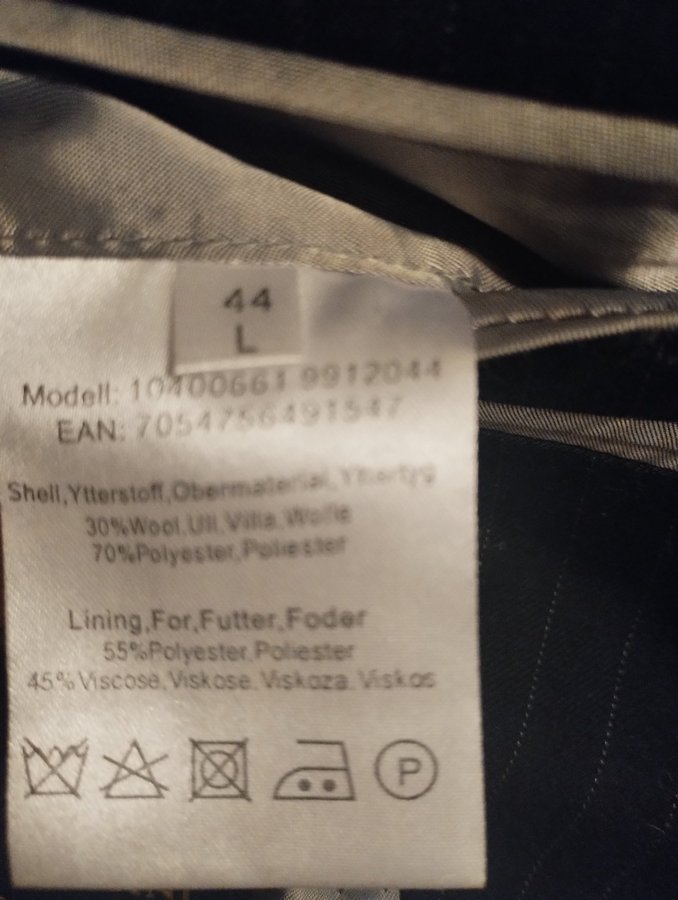 44
L
Modell: 10400661 9912044
EAN: 7054756491547
Shell,Ytterstoff,Obermaterial,Yttertyg
30%Wool,Ull,Villa,Wolle
70%Polyester,Poliester
Lining,For,Futter,Foder
55%Polyester,Poliester
45%Viscose,Viskose,Viskoza,Viskos
P